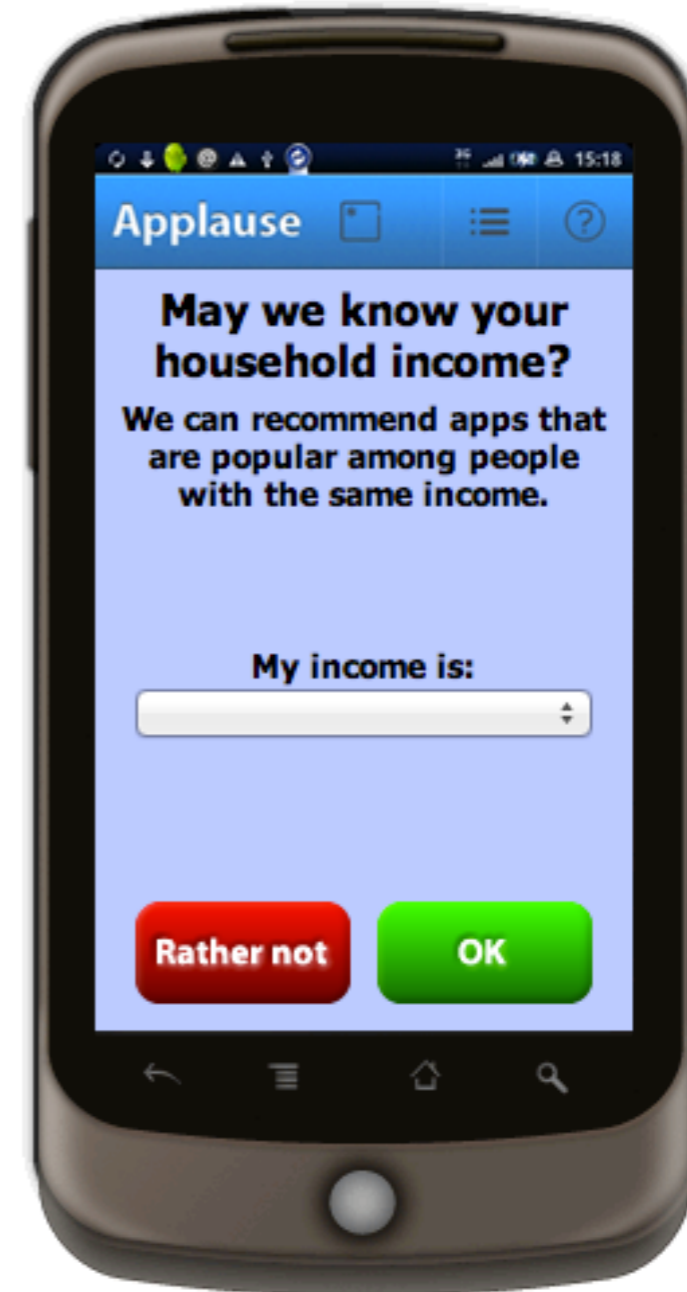 3G 15:18
Applause
May we know your
household income?
We can recommend apps that
are popular among people
with the same income.
My income is:
Rather not OK